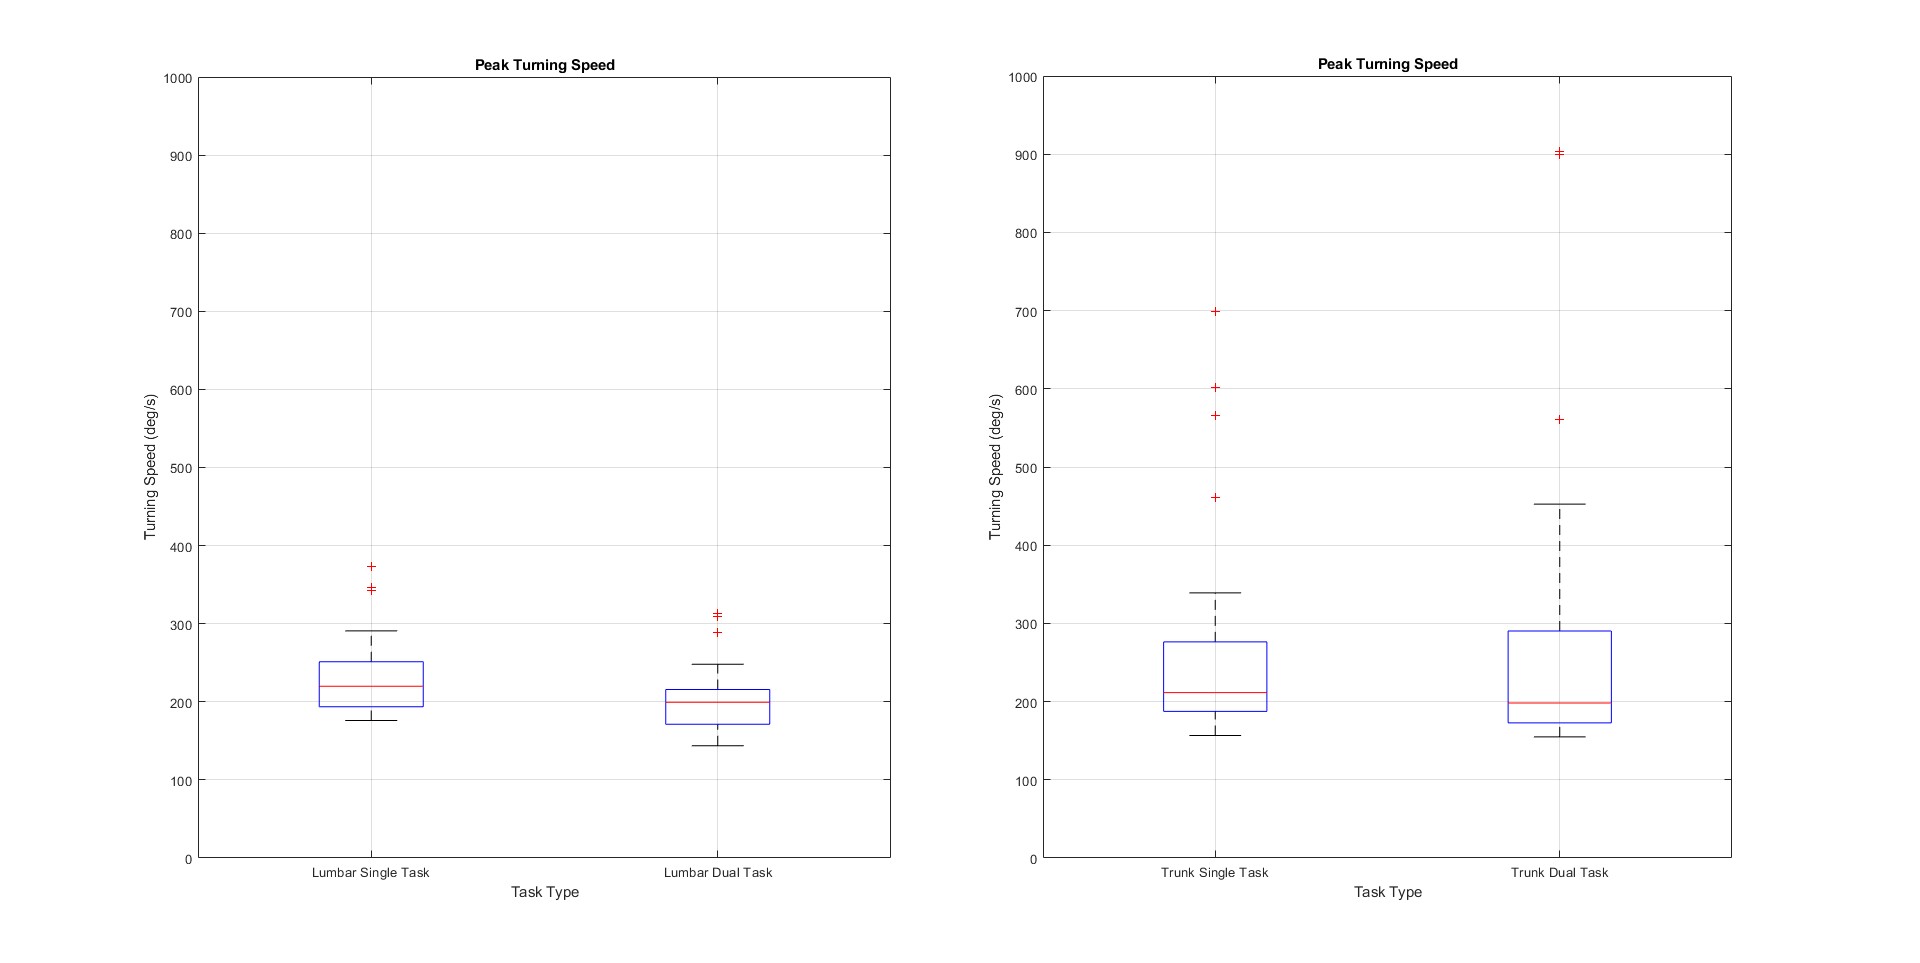 Peak Turning Speed
1000
900
800
700
600
500
400
300
200
100
0
Turning Speed (deg/s)
Lumbar Single Task
Lumbar Dual Task
Task Type
Peak Turning Speed
1000
900
800
700
600
500
400
300
200
100
0
Turning Speed (deg/s)
Trunk Single Task
Trunk Dual Task
Task Type